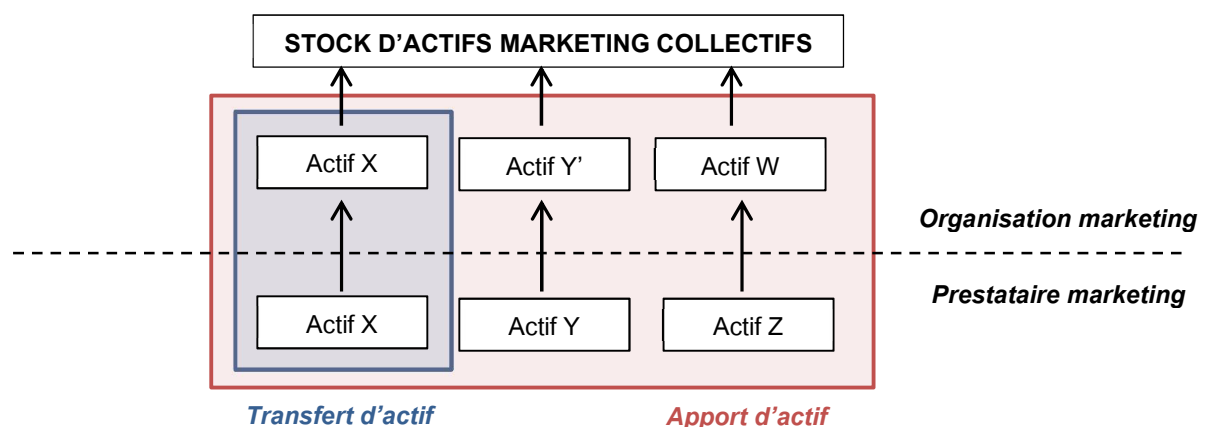 STOCK D’ACTIFS MARKETING COLLECTIFS
Actif X
Actif Y’
Actif W
Organisation marketing
Prestataire marketing
Actif X
Actif Y
Actif Z
Transfert d’actif
Apport d’actif